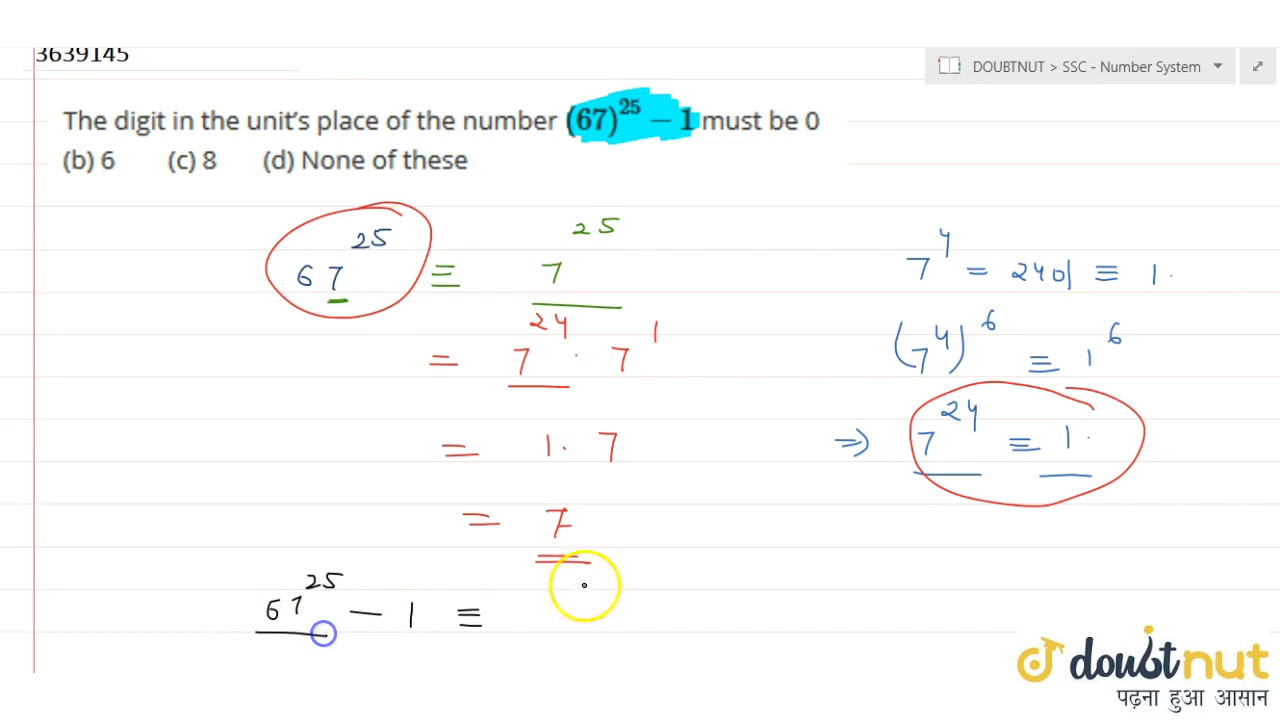 3639145
DOUBTNUT > SSC - Number System
The digit in the unit's place of the number (67)^25 − 1 must be 0
(b) 6 (c) 8 (d) None of these
67^25 ≡ 7^25
= 7^24 · 7^1
= 1 · 7
= 7
67^25 − 1 ≡
7^4 = 2401 ≡ 1.
(7^4)^6 ≡ 1^6
⇒ 7^24 ≡ 1.
doubtnut
पढ़ना हुआ आसान